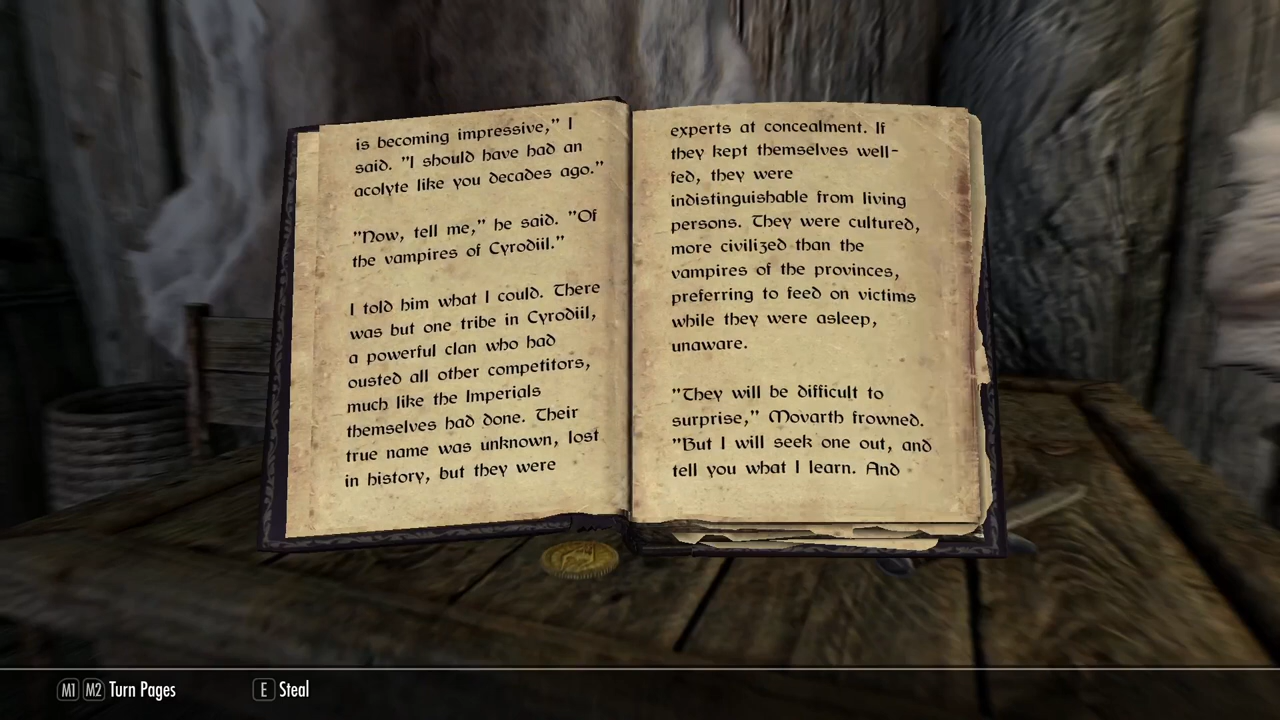 is becoming impressive," I
said. "I should have had an
acolyte like you decades ago."
"Now, tell me," he said. "Of
the vampires of Cyrodiil."
I told him what I could. There
was but one tribe in Cyrodiil,
a powerful clan who had
ousted all other competitors,
much like the Imperials
themselves had done. Their
true name was unknown, lost
in history, but they were
experts at concealment. If
they kept themselves well-
fed, they were
indistinguishable from living
persons. They were cultured,
more civilized than the
vampires of the provinces,
preferring to feed on victims
while they were asleep,
unaware.
"They will be difficult to
surprise," Movarth frowned.
"But I will seek one out, and
tell you what I learn. And
M1 M2 Turn Pages
E Steal